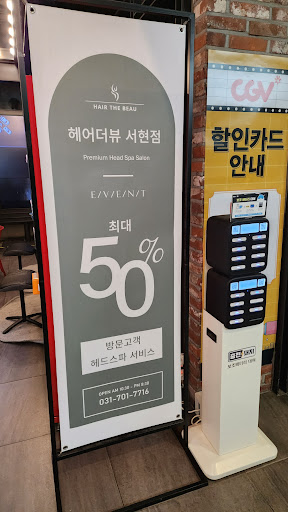 HAIR THE BEAU
헤어더뷰 서현점
Premium Head Spa Salon
E/V/E/N/T
최대
50%
방문고객
헤드스파 서비스
031-701-7716
CGV
할인카드
안내